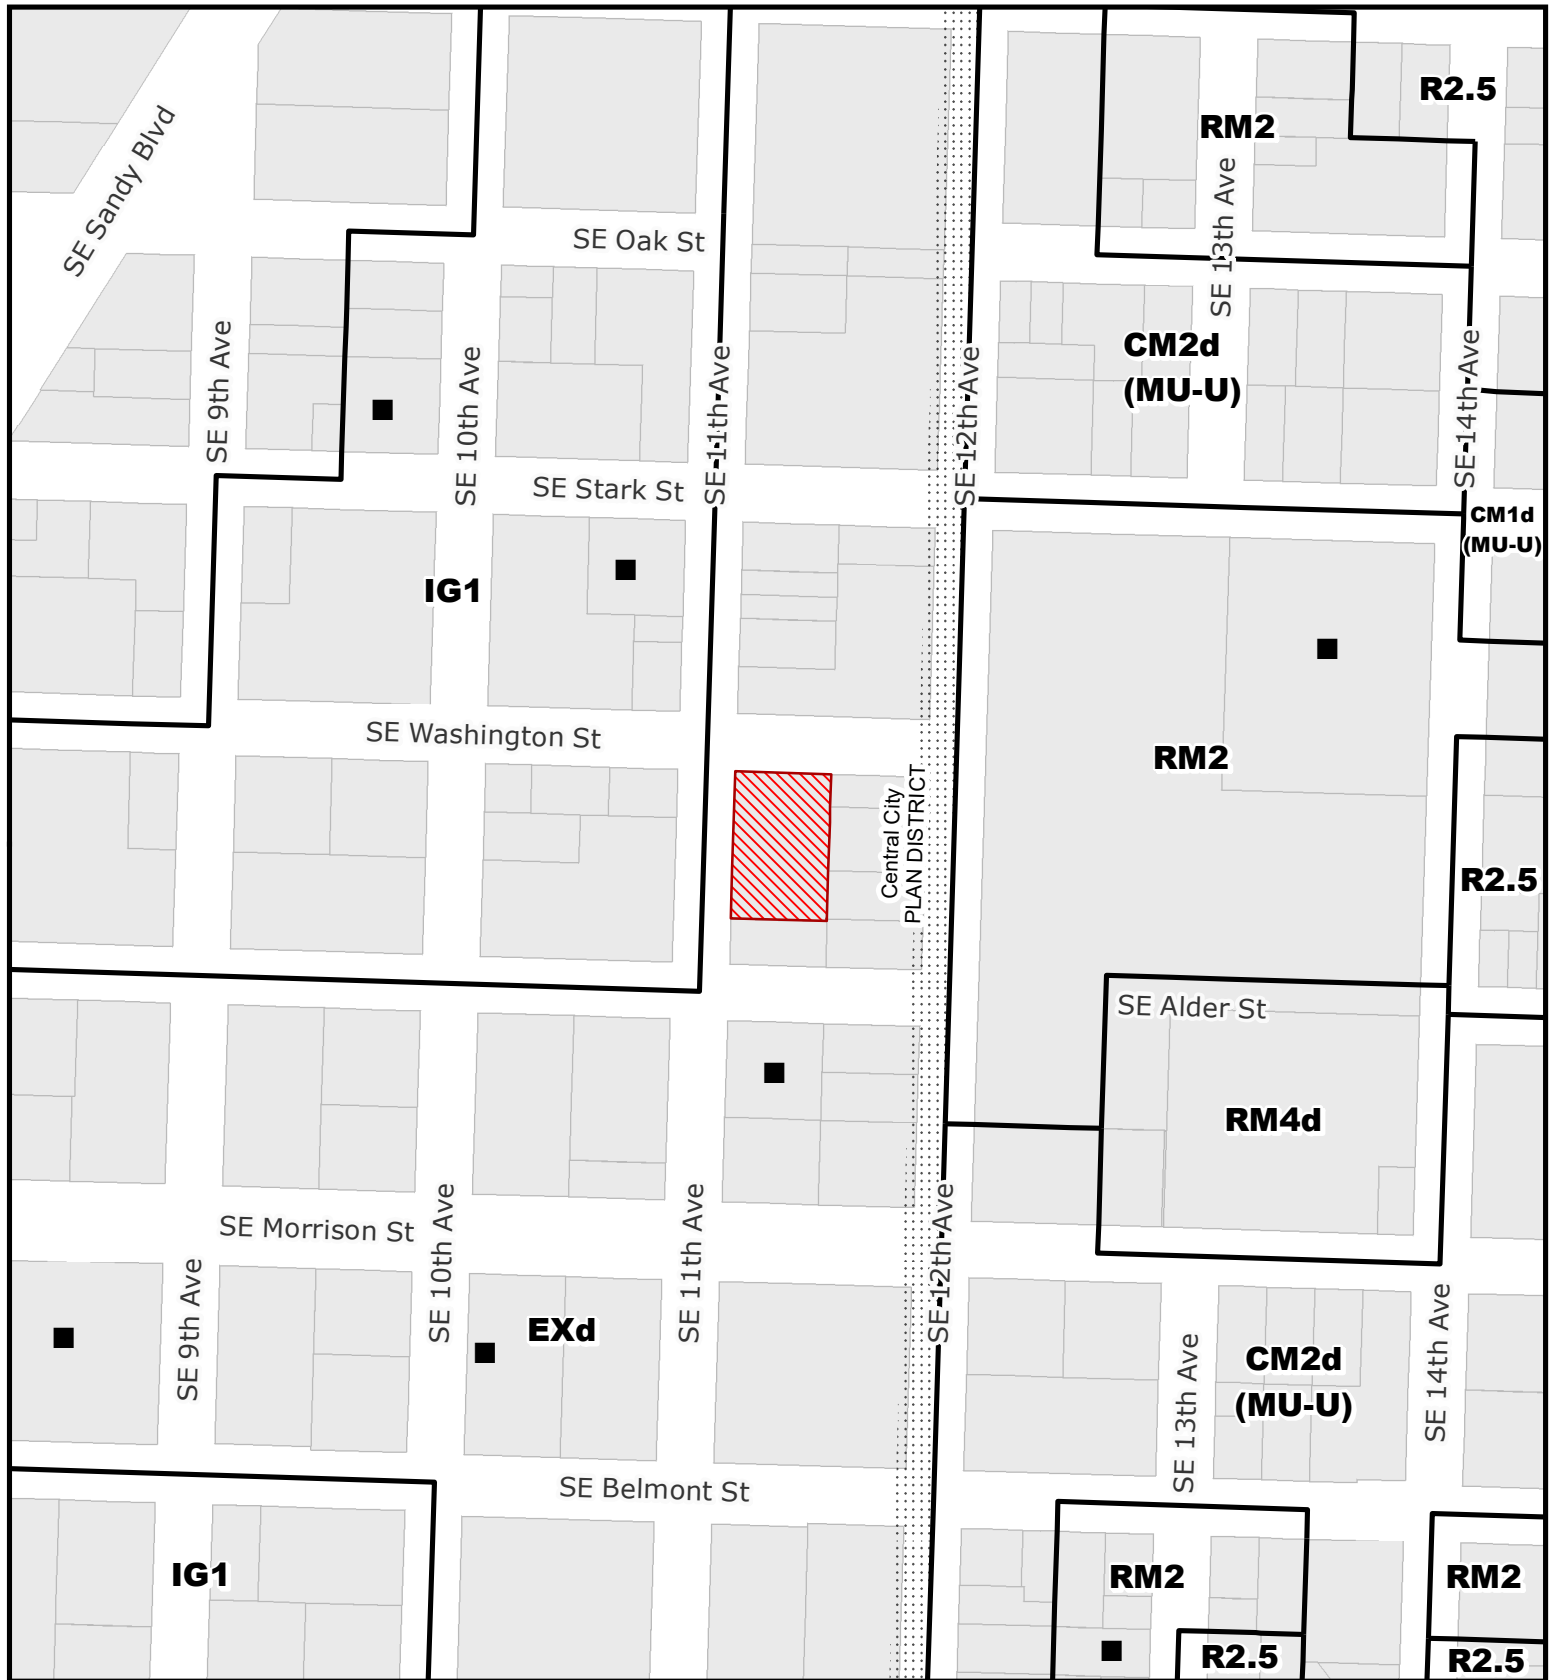 R2.5
RM2
SE Sandy Blvd
SE Oak St
SE 13th Ave
SE 9th Ave
SE 10th Ave
SE 11th Ave
SE 12th Ave
CM2d
(MU-U)
SE 14th Ave
SE Stark St
CM1d
(MU-U)
IG1
SE Washington St
RM2
Central City
PLAN DISTRICT
R2.5
SE Alder St
RM4d
SE Morrison St
SE 9th Ave
SE 10th Ave
SE 11th Ave
SE 12th Ave
EXd
SE 13th Ave
CM2d
(MU-U)
SE 14th Ave
SE Belmont St
IG1
RM2
RM2
R2.5
R2.5